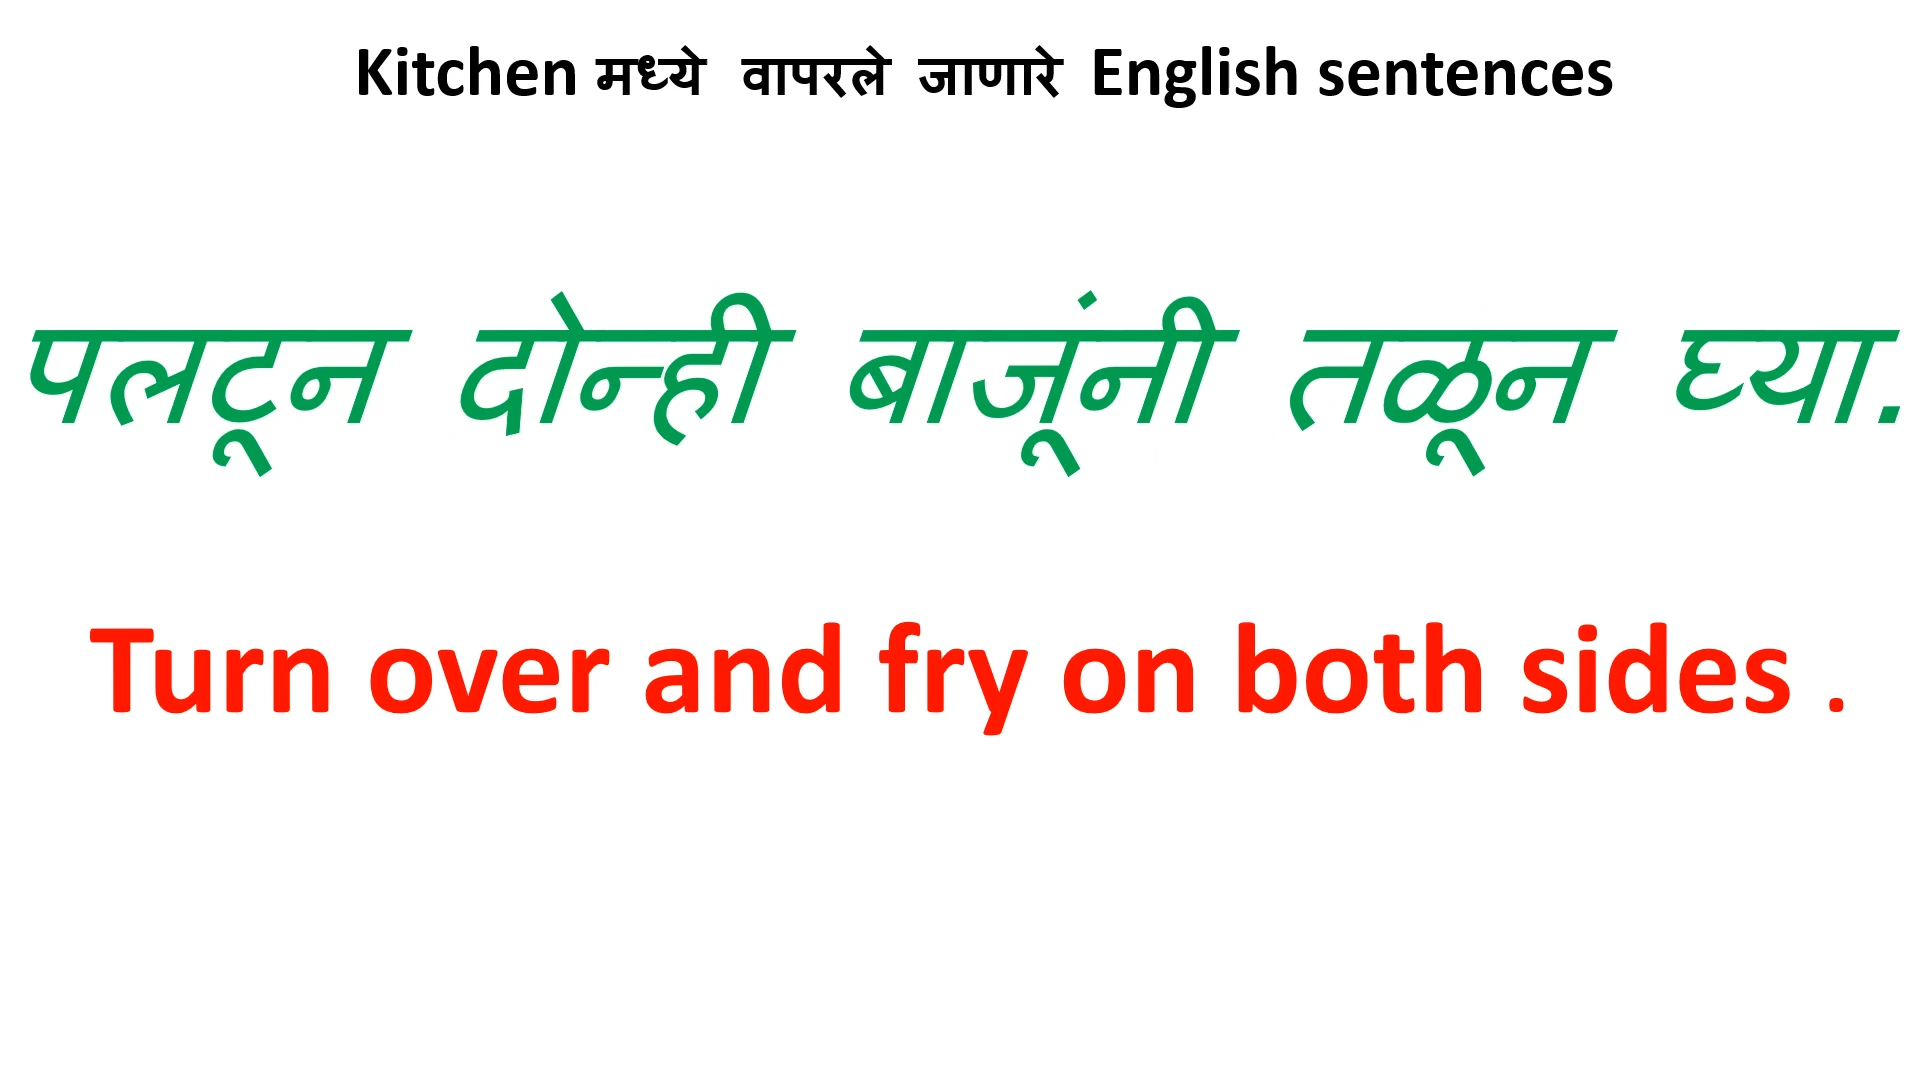 Kitchen मध्ये वापरले जाणारे English sentences
पलटून दोन्ही बाजूंनी तळून घ्या.
Turn over and fry on both sides .